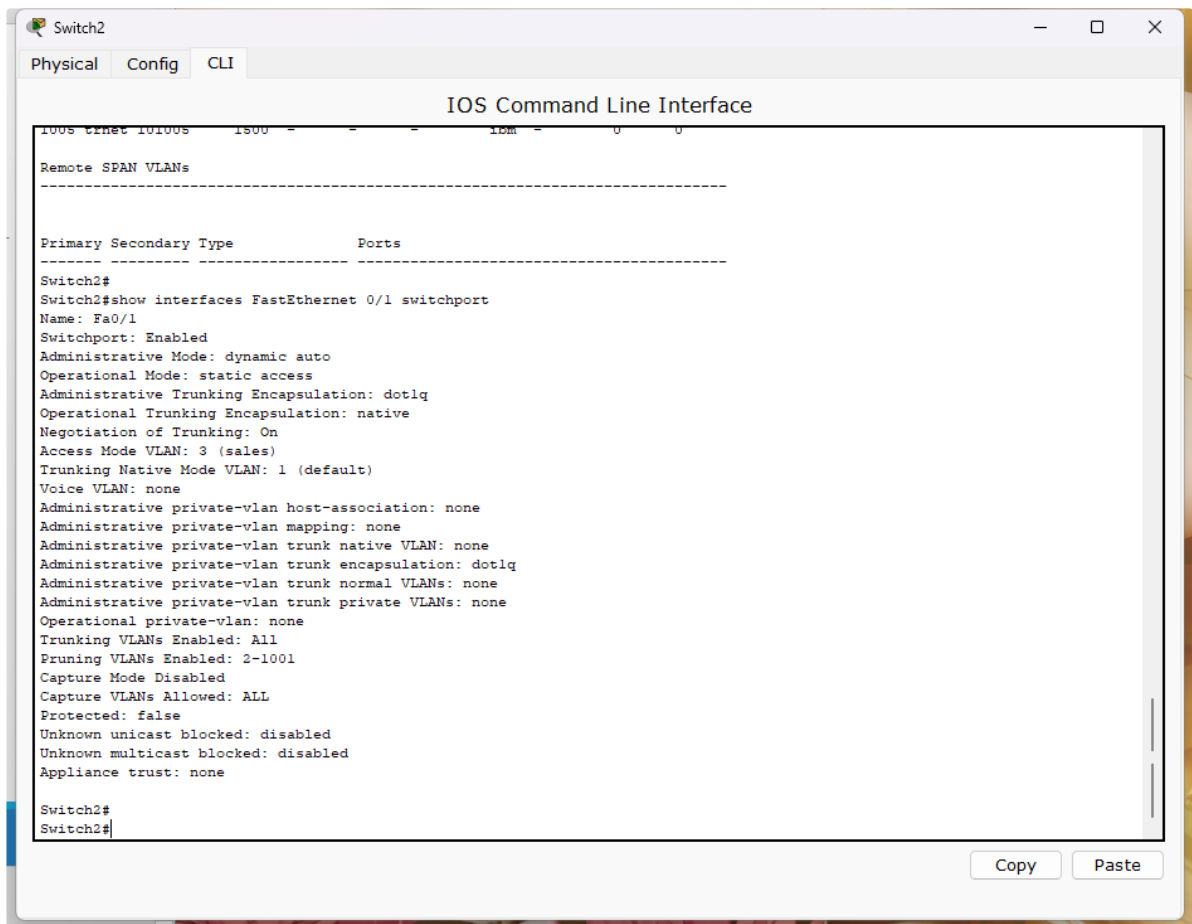 Switch2
Physical Config CLI
IOS Command Line Interface
1005 trnet 101005 1500 - - - ibm - 0 0
Remote SPAN VLANs
------------------------------------------------------------------------------
Primary Secondary Type Ports
------- --------- ----------------- ------------------------------------------
Switch2#
Switch2#show interfaces FastEthernet 0/1 switchport
Name: Fa0/1
Switchport: Enabled
Administrative Mode: dynamic auto
Operational Mode: static access
Administrative Trunking Encapsulation: dot1q
Operational Trunking Encapsulation: native
Negotiation of Trunking: On
Access Mode VLAN: 3 (sales)
Trunking Native Mode VLAN: 1 (default)
Voice VLAN: none
Administrative private-vlan host-association: none
Administrative private-vlan mapping: none
Administrative private-vlan trunk native VLAN: none
Administrative private-vlan trunk encapsulation: dot1q
Administrative private-vlan trunk normal VLANs: none
Administrative private-vlan trunk private VLANs: none
Operational private-vlan: none
Trunking VLANs Enabled: All
Pruning VLANs Enabled: 2-1001
Capture Mode Disabled
Capture VLANs Allowed: ALL
Protected: false
Unknown unicast blocked: disabled
Unknown multicast blocked: disabled
Appliance trust: none
Switch2#
Switch2#
Copy Paste